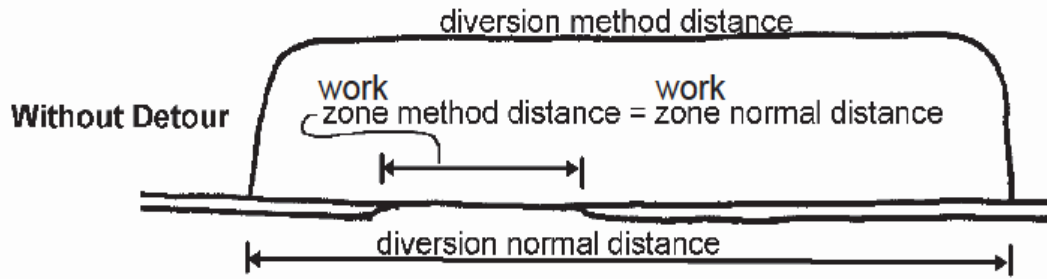 diversion method distance
work work
Without Detour zone method distance = zone normal distance
diversion normal distance